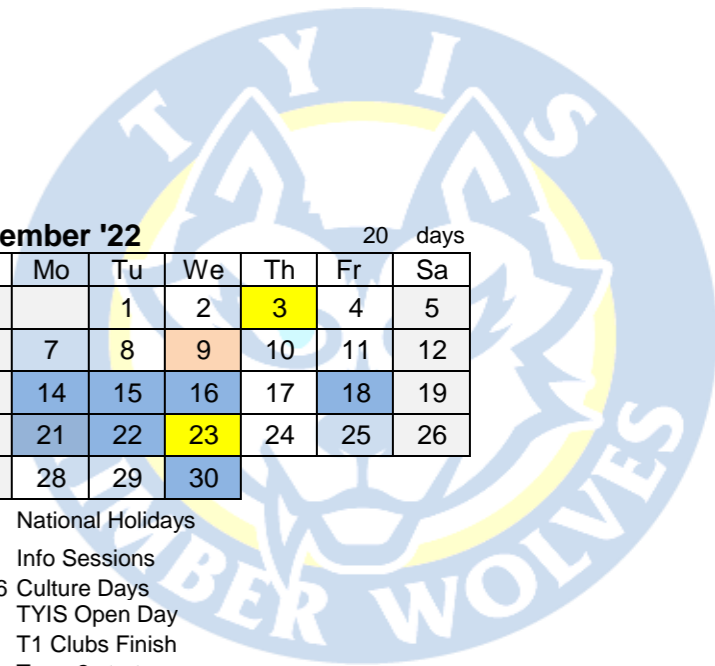 T Y I S
ember '22 20 days
Mo Tu We Th Fr Sa
1 2 3 4 5
7 8 9 10 11 12
14 15 16 17 18 19
21 22 23 24 25 26
28 29 30
National Holidays
Info Sessions
6 Culture Days
TYIS Open Day
T1 Clubs Finish
MBER WOLVES